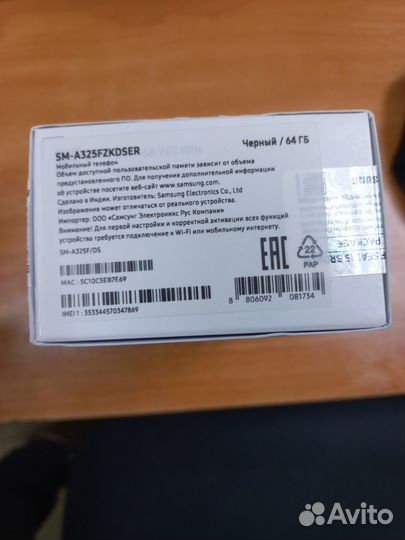 SM-A325FZKDSER
Черный / 64 ГБ
Мобильный телефон
Объем доступной пользовательской памяти зависит от объема
предустановленного ПО. Для получения дополнительной информации
об устройстве посетите веб-сайт www.samsung.com.
Сделано в Индии. Изготовитель: Samsung Electronics Co., Ltd
Изображение может отличаться от реального устройства.
Импортер: ООО «Самсунг Электроникс Рус Компани»
Внимание! Для первой настройки и корректной активации всех функций
устройства требуется подключение к Wi-Fi или мобильному интернету.
SM-A325F/DS
MAC : 5C10C5EB7E69
IMEI 1 : 353344570347869
8 806092 081734
EAC
22
PAP
PACKAGE
Avito